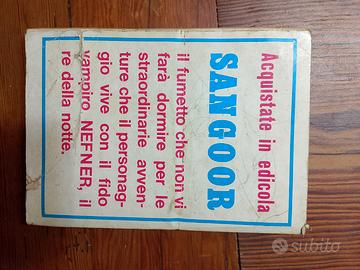 Acquistate in edicola
SANGOOR
il fumetto che non vi
farà dormire per le
straordinarie avven-
ture che il personag-
gio vive con il fido
vampiro NEFNER, il
re della notte.
subito